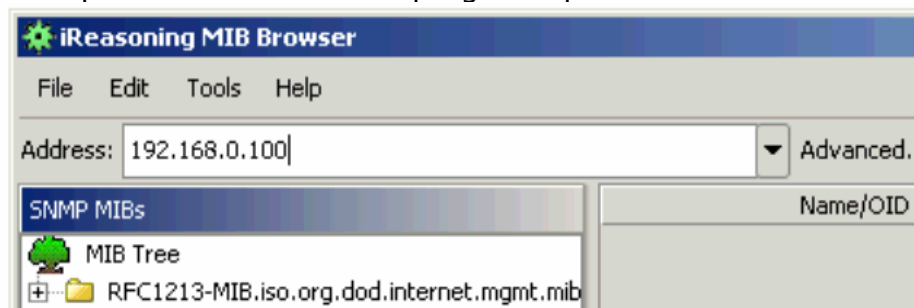 iReasoning MIB Browser
File Edit Tools Help
Address: 192.168.0.100 Advanced.
SNMP MIBs Name/OID
MIB Tree
RFC1213-MIB.iso.org.dod.internet.mgmt.mib